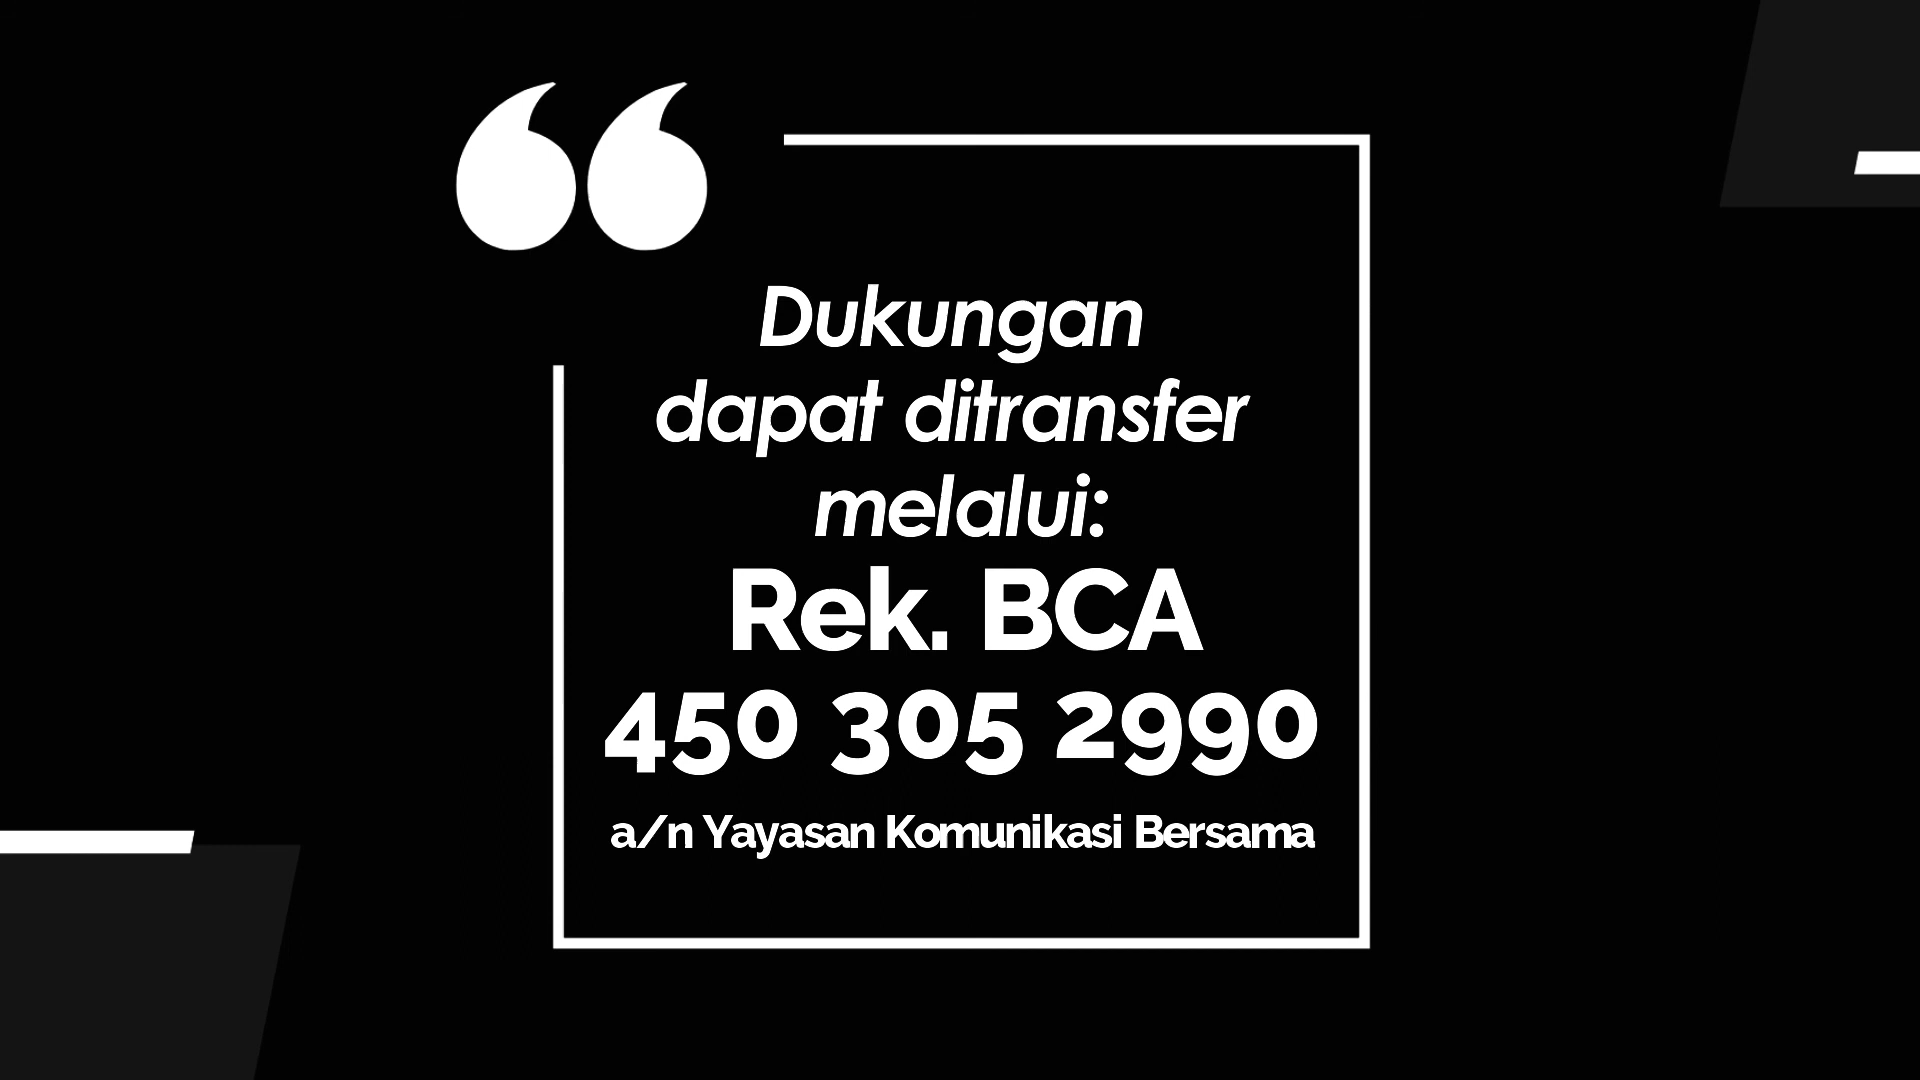 Dukungan
dapat ditransfer
melalui:
Rek. BCA
450 305 2990
a/n Yayasan Komunikasi Bersama